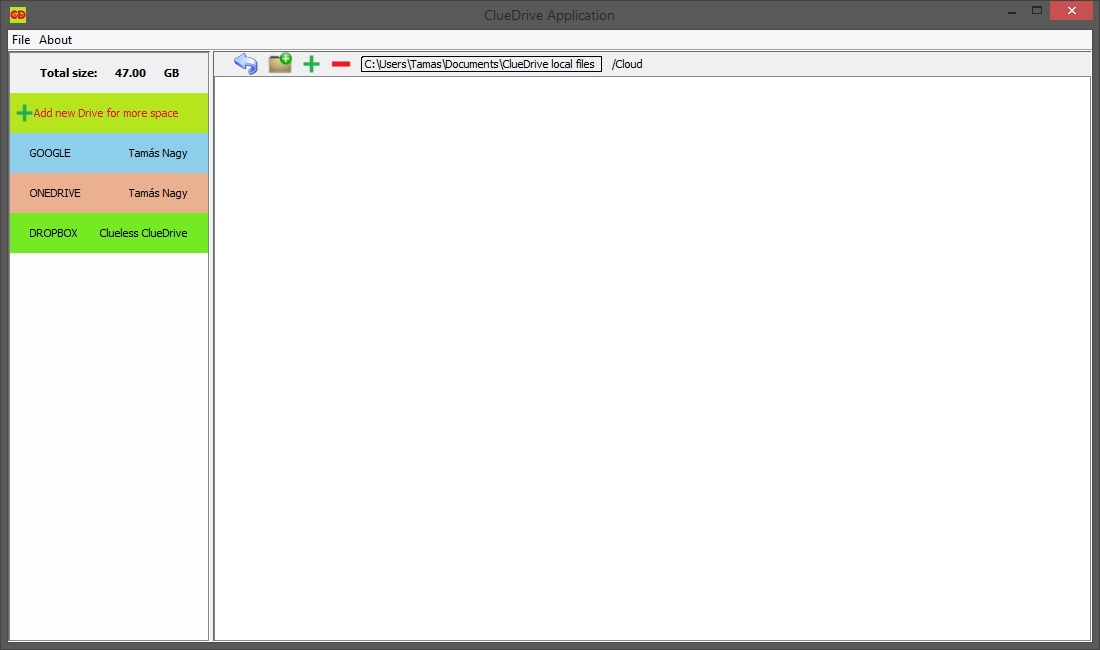 CD
ClueDrive Application
File About
Total size: 47.00 GB
Add new Drive for more space
GOOGLE Tamás Nagy
ONEDRIVE Tamás Nagy
DROPBOX Clueless ClueDrive
C:\Users\Tamas\Documents\ClueDrive local files /Cloud